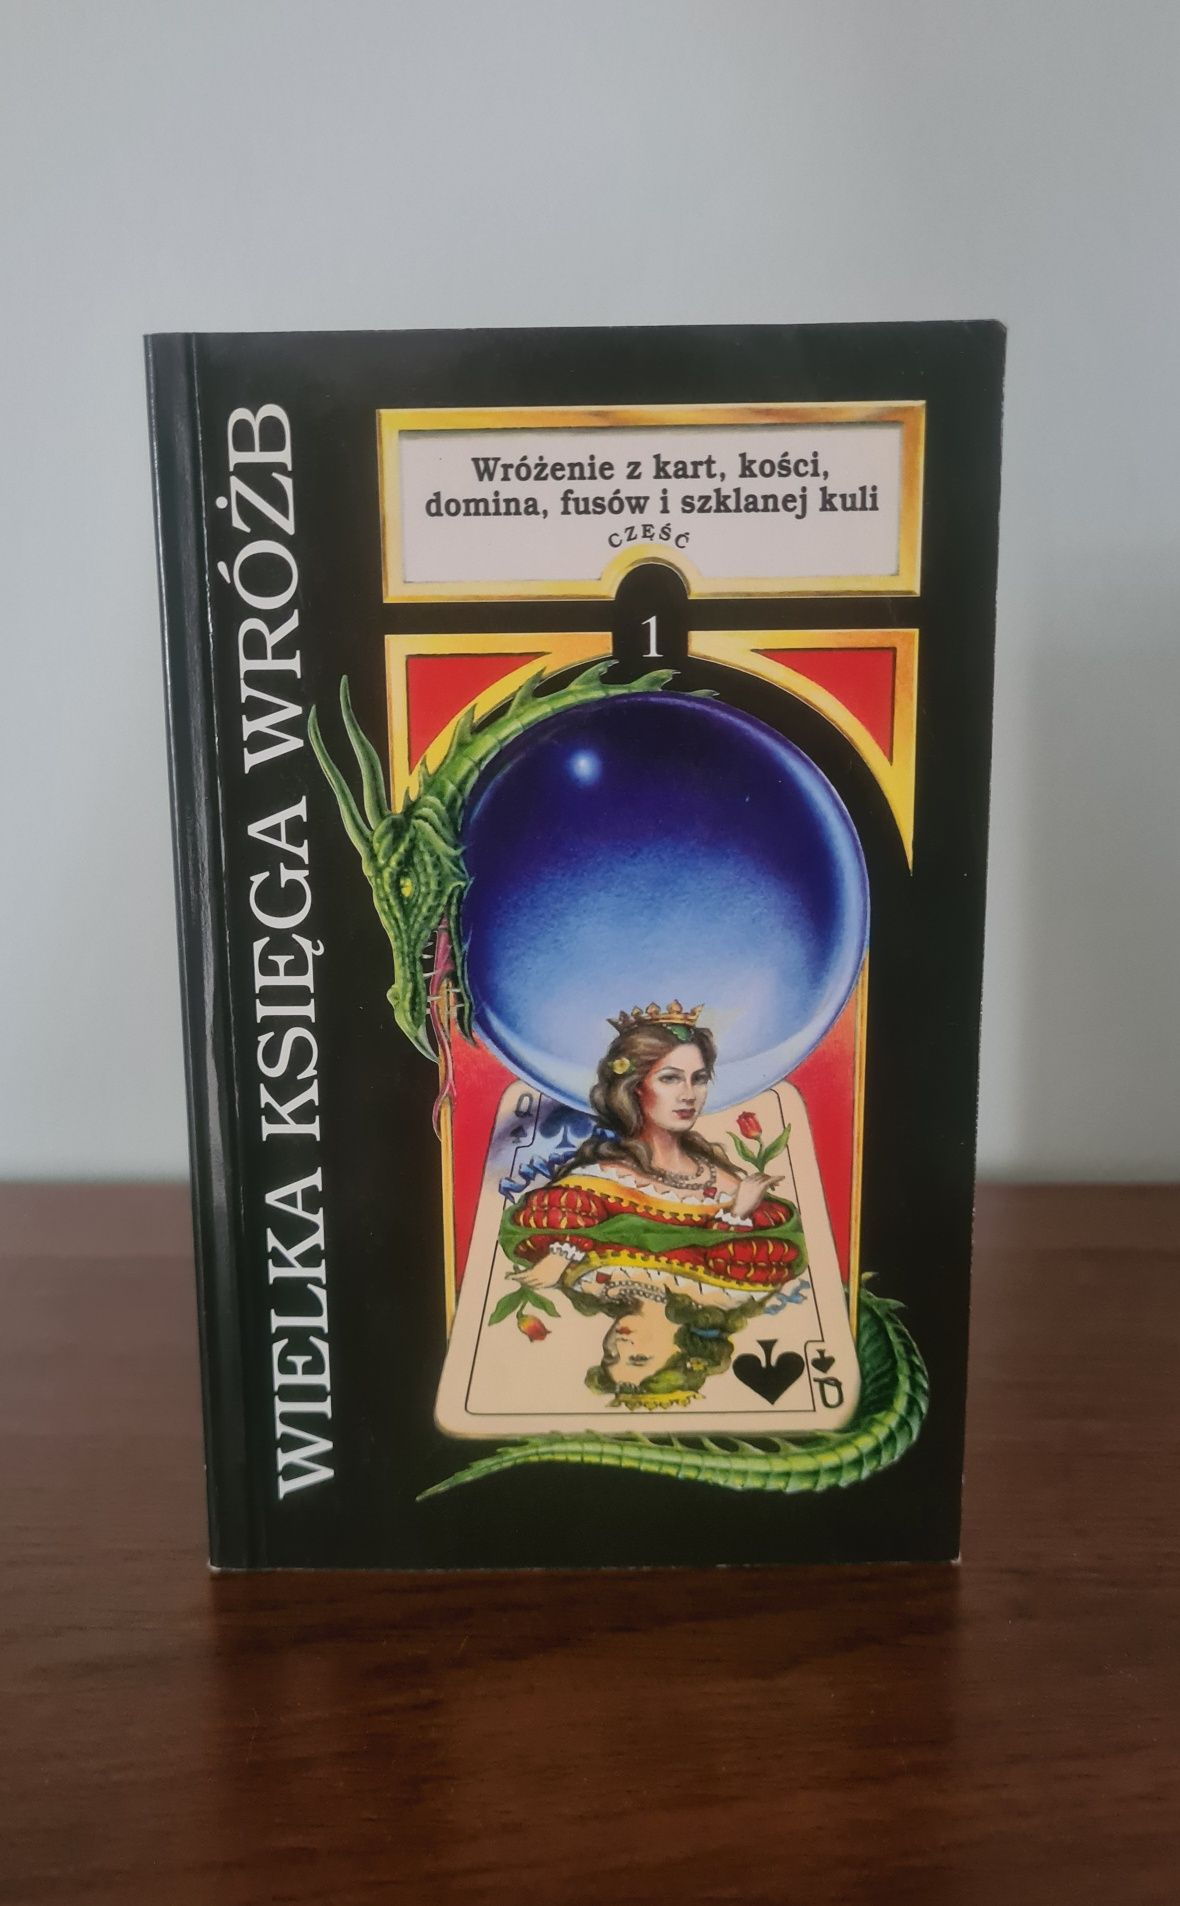 WIELKA KSIĘGA WRÓŻB
Wróżenie z kart, kości,
domina, fusów i szklanej kuli
CZĘŚĆ
1
Q
Q